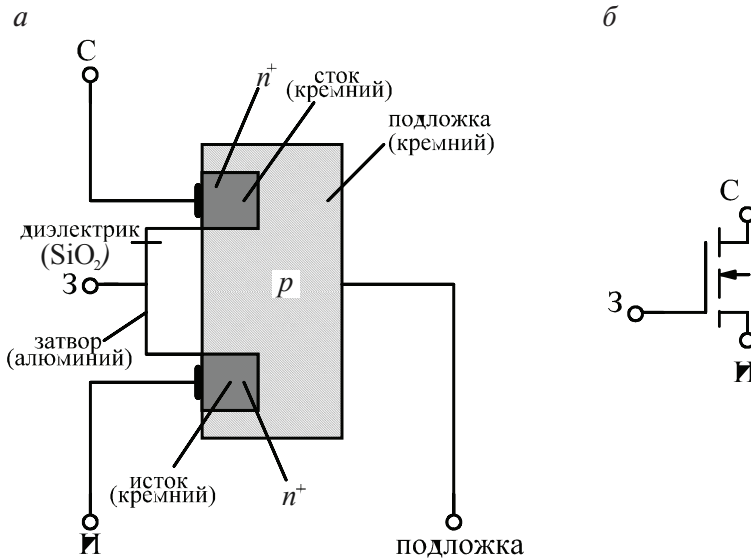 а
б
С
n+
сток
(кремний)
подложка
(кремний)
диэлектрик
(SiO2)
З
p
затвор
(алюминий)
исток
(кремний)
n+
И
подложка
С
З
И